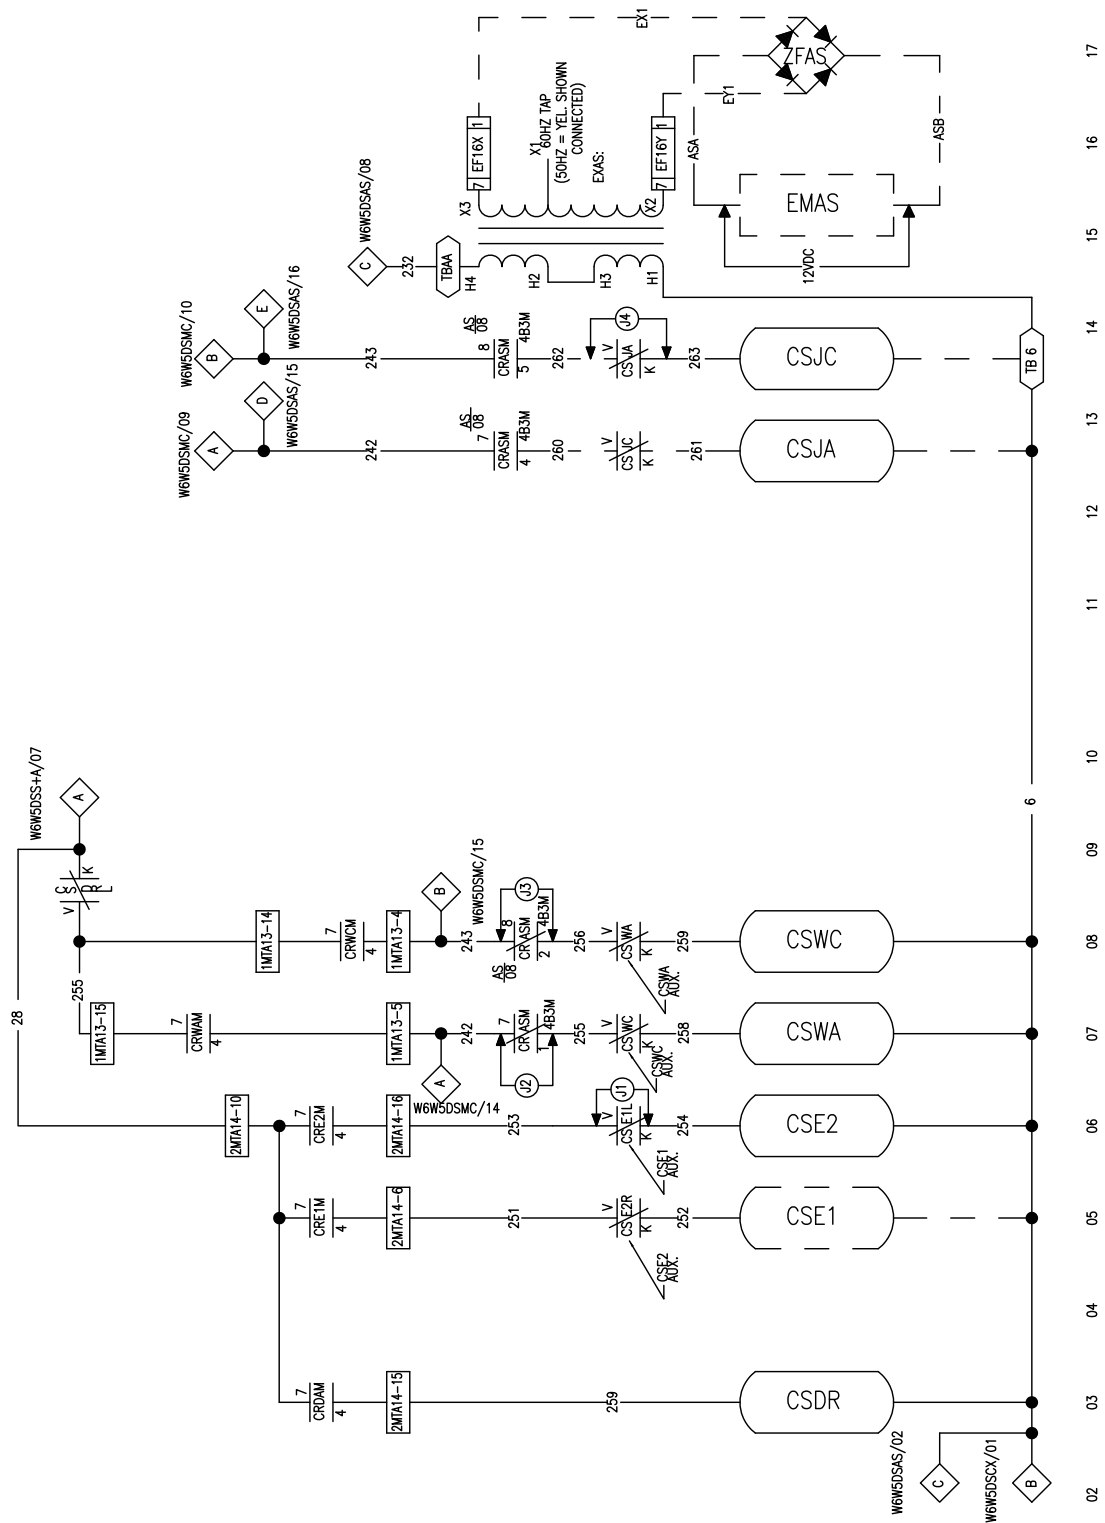 W6W5DSS+A/07
A
28
V
CSDRL
K
255
1MTA13-14
7
CRWCM
4
1MTA13-4
B
243
W6W5DSMC/15
8
CRASM
2
4B3M
AS
08
J3
256
V
CSWA
K
CSWA
AUX.
259
CSWC
1MTA13-15
7
CRWAM
4
1MTA13-5
A
W6W5DSMC/14
242
7
CRASM
1
4B3M
J2
255
V
CSWC
K
CSWC
AUX.
258
CSWA
2MTA14-10
7
CRE2M
4
2MTA14-16
253
V
CSE1L
K
J1
CSE1
AUX.
254
CSE2
7
CRE1M
4
2MTA14-6
251
V
CSE2R
K
CSE2
AUX.
252
CSE1
7
CRDAM
4
2MTA14-15
259
CSDR
W6W5DSAS/02
C
W6W5DSCX/01
B
6
W6W5DSMC/10
B
E
W6W5DSAS/16
243
AS
08
8
CRASM
5
4B3M
262
V
CSJA
K
J4
263
CSJC
TB 6
W6W5DSMC/09
A
D
W6W5DSAS/15
242
AS
08
7
CRASM
4
4B3M
260
V
CSJC
K
261
CSJA
W6W5DSAS/08
C
232
TBAA
H4
H2
H3
H1
X3
X2
7 EF16X 1
7 EF16Y 1
X1
60HZ TAP
(50HZ = YEL. SHOWN
CONNECTED)
EXAS:
EX1
EY1
ZFAS
ASA
ASB
EMAS
12VDC
02
03
04
05
06
07
08
09
10
11
12
13
14
15
16
17